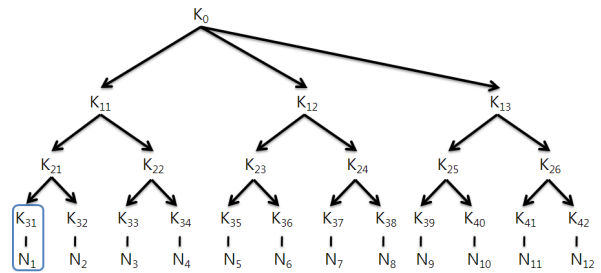 K₀
K₁₁ K₁₂ K₁₃
K₂₁ K₂₂ K₂₃ K₂₄ K₂₅ K₂₆
K₃₁ K₃₂ K₃₃ K₃₄ K₃₅ K₃₆ K₃₇ K₃₈ K₃₉ K₄₀ K₄₁ K₄₂
N₁ N₂ N₃ N₄ N₅ N₆ N₇ N₈ N₉ N₁₀ N₁₁ N₁₂